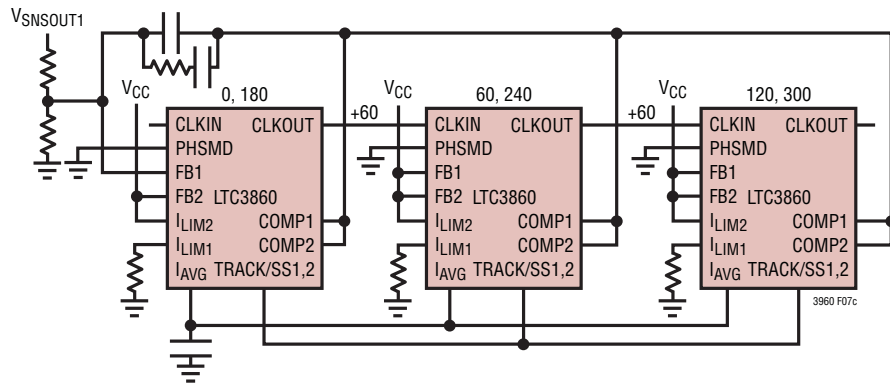 VSNSOUT1
VCC
0, 180
+60
VCC
60, 240
+60
VCC
120, 300
CLKIN
CLKOUT
PHSMD
FB1
FB2
LTC3860
ILIM2
COMP1
ILIM1
COMP2
IAVG
TRACK/SS1,2
CLKIN
CLKOUT
PHSMD
FB1
FB2
LTC3860
ILIM2
COMP1
ILIM1
COMP2
IAVG
TRACK/SS1,2
CLKIN
CLKOUT
PHSMD
FB1
FB2
LTC3860
ILIM2
COMP1
ILIM1
COMP2
IAVG
TRACK/SS1,2
3960 F07c